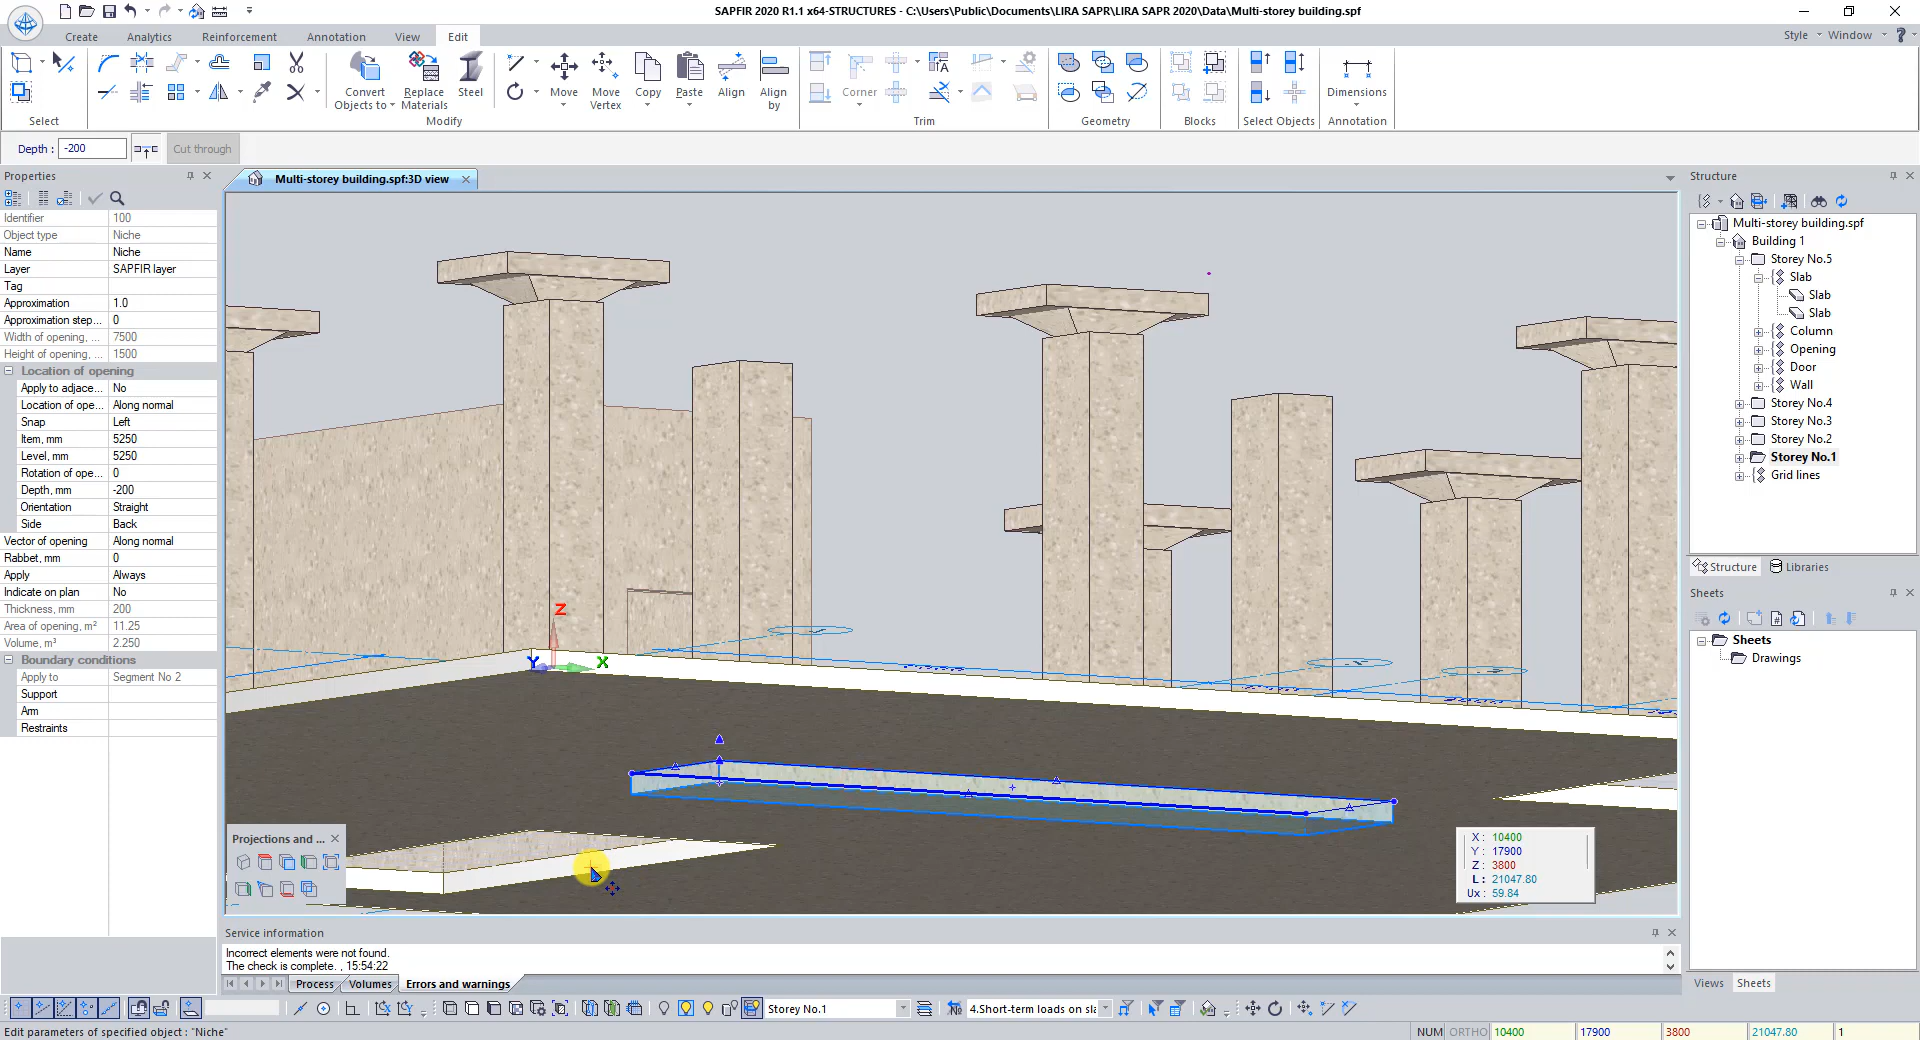 SAPFIR 2020 R1.1 x64-STRUCTURES - C:\Users\Public\Documents\LIRA SAPR\LIRA SAPR 2020\Data\Multi-storey building.spf
Create Analytics Reinforcement Annotation View Edit
Style Window ?
Convert Objects to
Replace Materials
Steel
Move
Move Vertex
Copy
Paste
Align
Align by
Corner
Dimensions
Select Modify Trim Geometry Blocks Select Objects Annotation
Depth : -200 Cut through
Properties
Multi-storey building.spf:3D view
Identifier 100
Object type Niche
Name Niche
Layer SAPFIR layer
Tag
Approximation 1.0
Approximation step... 0
Width of opening, ... 7500
Height of opening, ... 1500
Location of opening
Apply to adjace... No
Location of ope... Along normal
Snap Left
Item, mm 5250
Level, mm 5250
Rotation of ope... 0
Depth, mm -200
Orientation Straight
Side Back
Vector of opening Along normal
Rabbet, mm 0
Apply Always
Indicate on plan No
Thickness, mm 200
Area of opening, m² 11.25
Volume, m³ 2.250
Boundary conditions
Apply to Segment No 2
Support
Arm
Restraints
Z
Y X
Projections and ...
X : 10400
Y : 17900
Z : 3800
L : 21047.80
Ux : 59.84
Structure
Multi-storey building.spf
Building 1
Storey No.5
Slab
Slab
Slab
Column
Opening
Door
Wall
Storey No.4
Storey No.3
Storey No.2
Storey No.1
Grid lines
Structure Libraries
Sheets
Sheets
Drawings
Views Sheets
Service information
Incorrect elements were not found.
The check is complete. , 15:54:22
Process Volumes Errors and warnings
Storey No.1 4.Short-term loads on sla
Edit parameters of specified object : "Niche"
NUM ORTHO 10400 17900 3800 21047.80 1